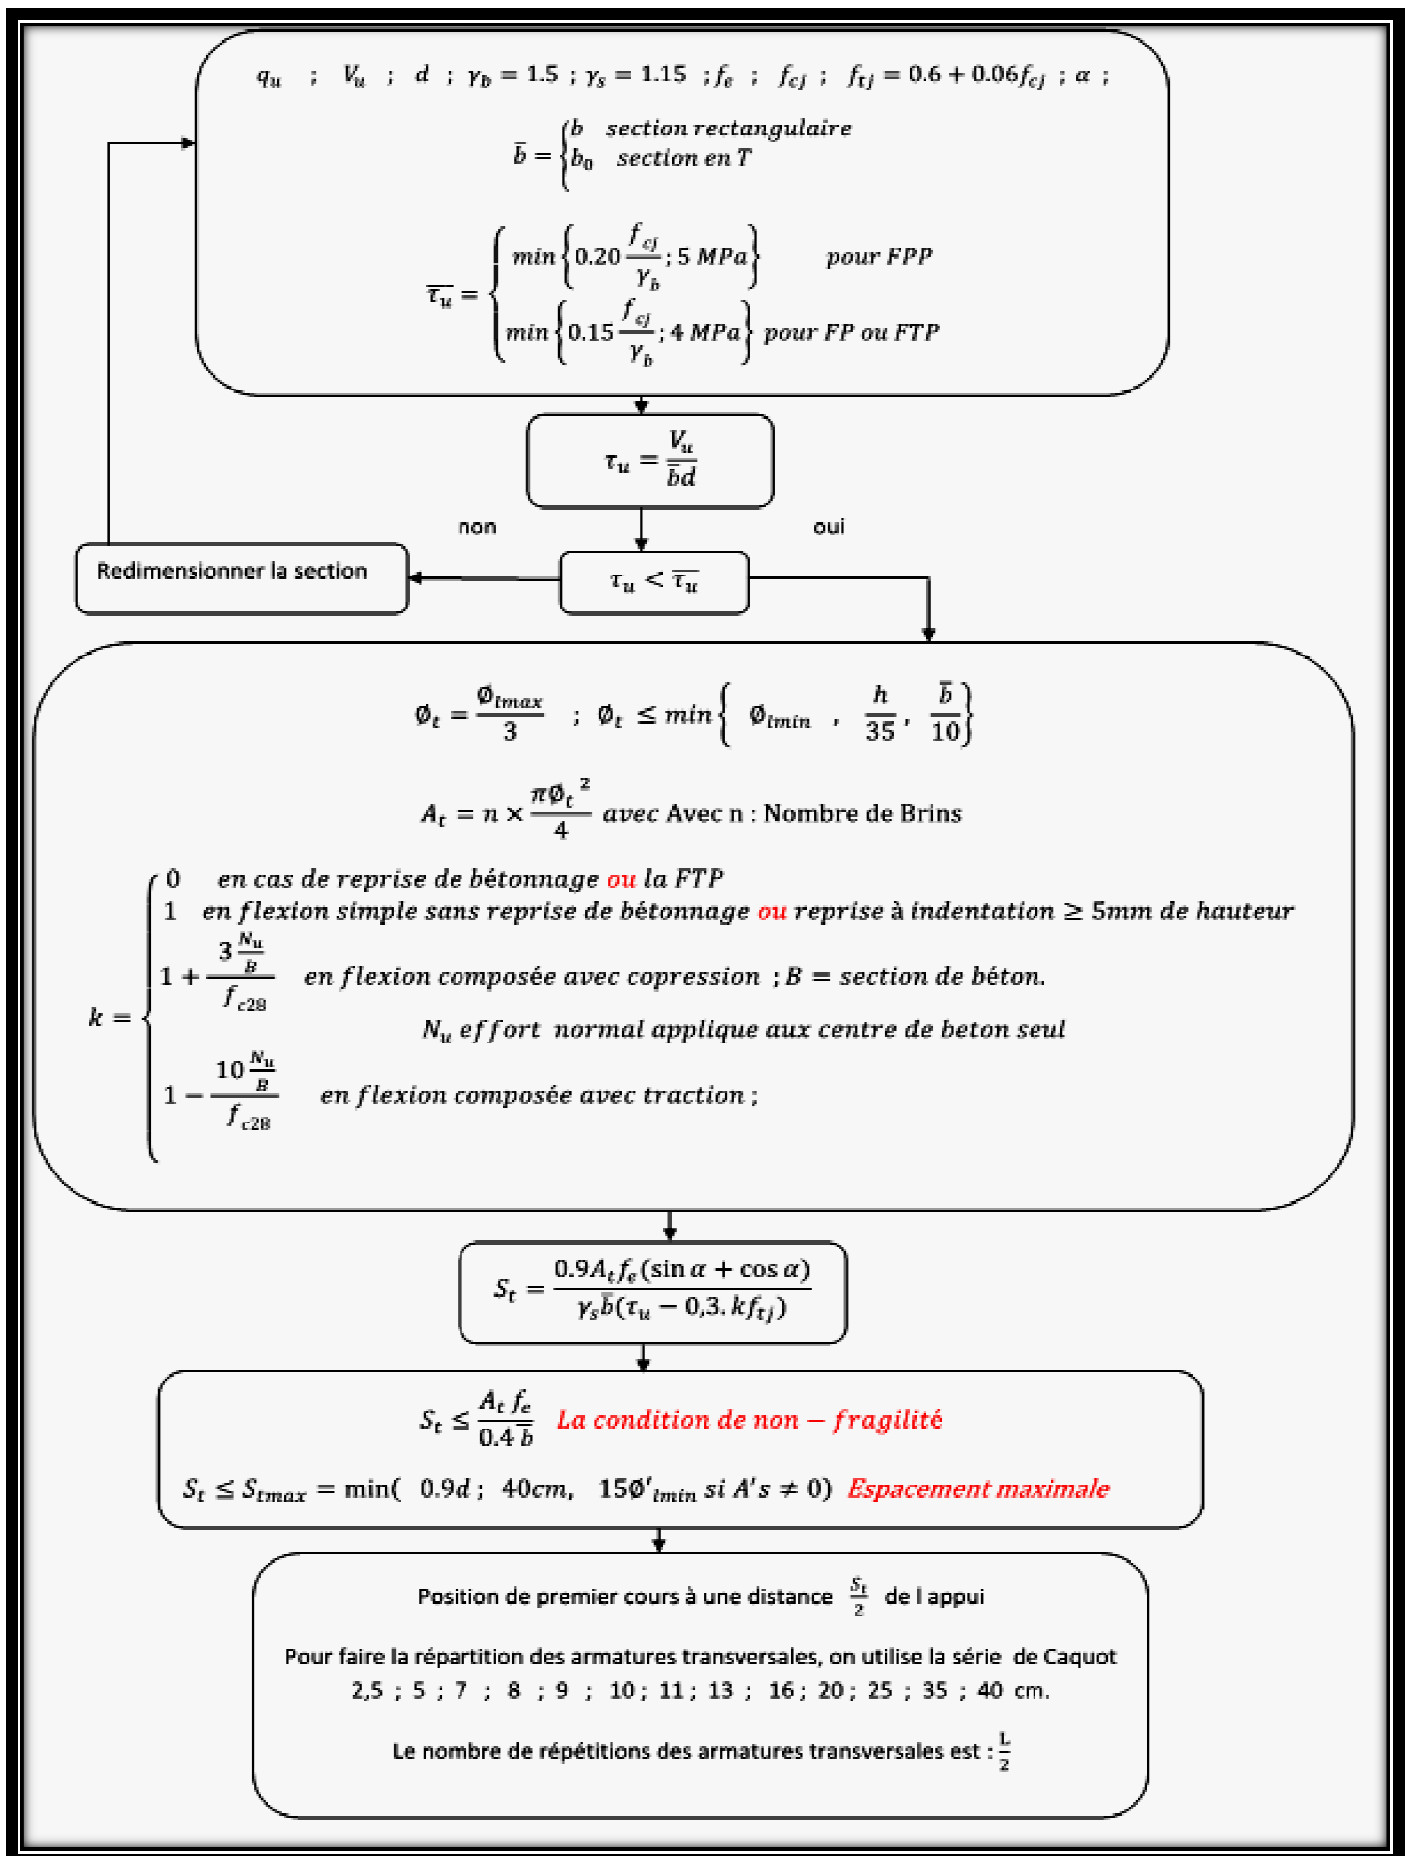 q_u ; V_u ; d ; γ_b = 1.5 ; γ_s = 1.15 ; f_e ; f_cj ; f_tj = 0.6 + 0.06f_cj ; α ;
b̅ = { b section rectangulaire
b_0 section en T
τ_u̅ = { min{0.20 f_cj/γ_b ; 5 MPa} pour FPP
min{0.15 f_cj/γ_b ; 4 MPa} pour FP ou FTP
τ_u = V_u/b̅d
non oui
Redimensionner la section
τ_u < τ_u̅
Ø_t = Ø_lmax/3 ; Ø_t ≤ min{ Ø_lmin , h/35 , b̅/10 }
A_t = n × πØ_t²/4 avec Avec n : Nombre de Brins
k = { 0 en cas de reprise de bétonnage ou la FTP
1 en flexion simple sans reprise de bétonnage ou reprise à indentation ≥ 5mm de hauteur
1 + (3 N_u/B)/f_c28 en flexion composée avec copression ; B = section de béton.
N_u effort normal applique aux centre de beton seul
1 − (10 N_u/B)/f_c28 en flexion composée avec traction ;
S_t = 0.9A_t f_e(sin α + cos α)/γ_s b̅(τ_u − 0,3. kf_tj)
S_t ≤ A_t f_e/0.4 b̅ La condition de non − fragilité
S_t ≤ S_tmax = min( 0.9d ; 40cm, 15Ø'_lmin si A's ≠ 0) Espacement maximale
Position de premier cours à une distance S_t/2 de l appui
Pour faire la répartition des armatures transversales, on utilise la série de Caquot
2,5 ; 5 ; 7 ; 8 ; 9 ; 10 ; 11 ; 13 ; 16 ; 20 ; 25 ; 35 ; 40 cm.
Le nombre de répétitions des armatures transversales est : L/2